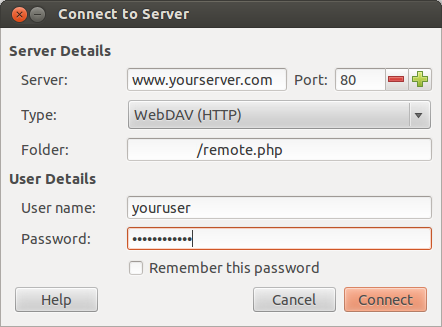 Connect to Server
Server Details
Server: www.yourserver.com Port: 80
Type: WebDAV (HTTP)
Folder: /remote.php
User Details
User name: youruser
Password: ••••••••••••
Remember this password
Help Cancel Connect